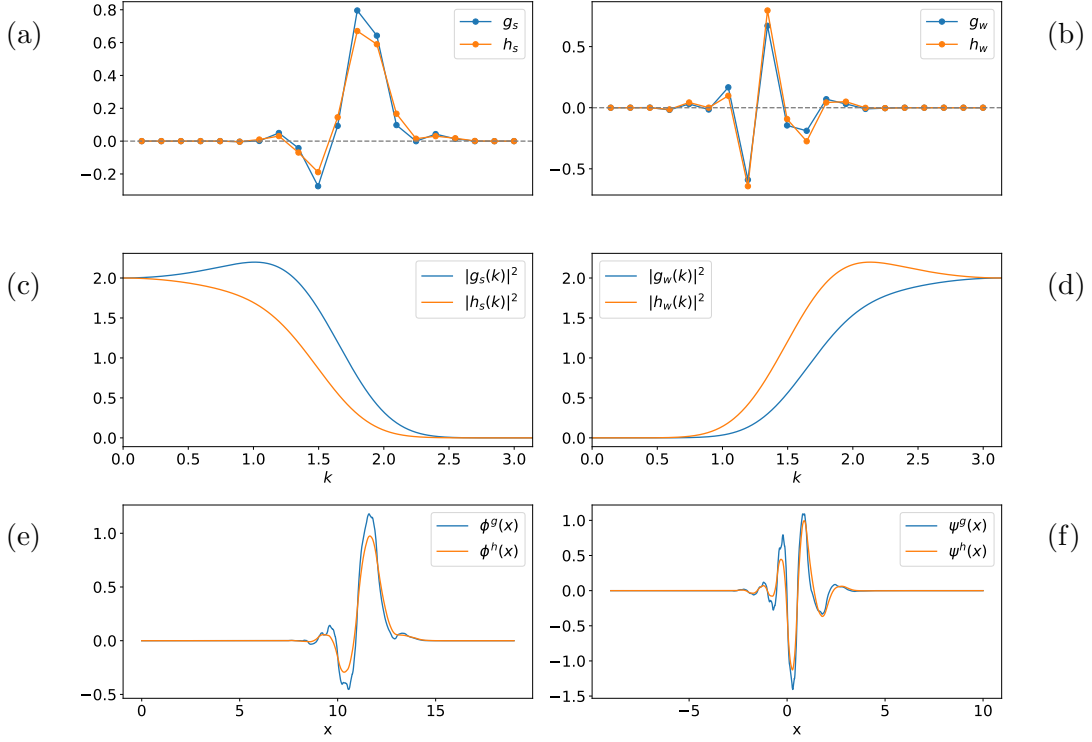 (a)
0.8
0.6
0.4
0.2
0.0
−0.2
g_s
h_s
(b)
0.5
0.0
−0.5
g_w
h_w
(c)
2.0
1.5
1.0
0.5
0.0
|g_s(k)|²
|h_s(k)|²
0.0 0.5 1.0 1.5 2.0 2.5 3.0
k
(d)
2.0
1.5
1.0
0.5
0.0
|g_w(k)|²
|h_w(k)|²
0.0 0.5 1.0 1.5 2.0 2.5 3.0
k
(e)
1.0
0.5
0.0
−0.5
ϕ^g(x)
ϕ^h(x)
0 5 10 15
x
(f)
1.0
0.5
0.0
−0.5
−1.0
−1.5
ψ^g(x)
ψ^h(x)
−5 0 5 10
x